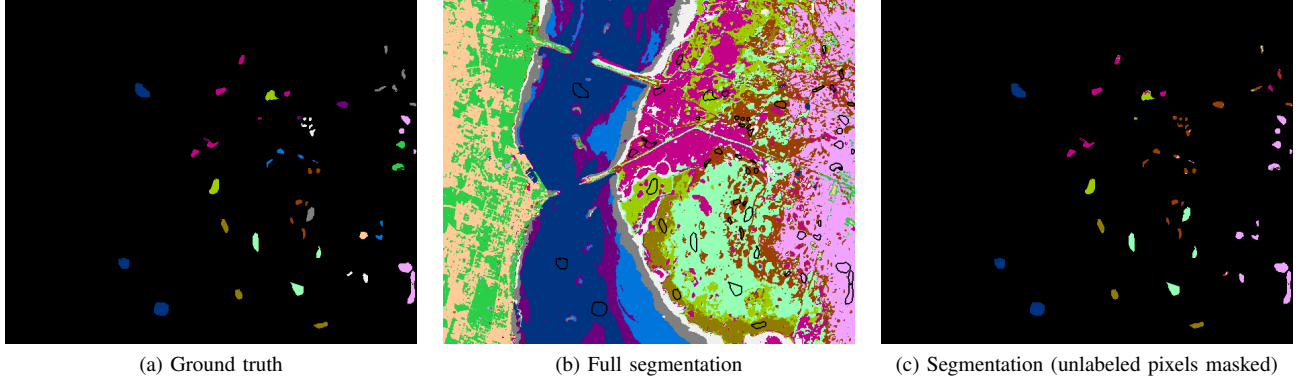 (a) Ground truth
(b) Full segmentation
(c) Segmentation (unlabeled pixels masked)